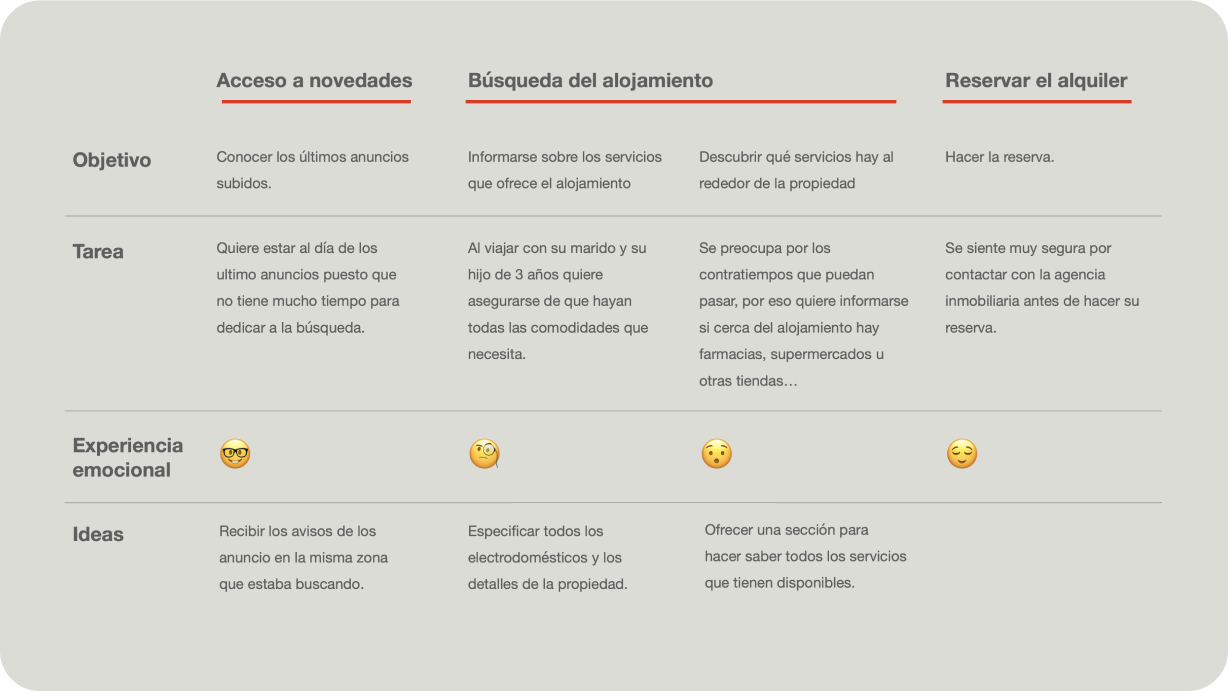 Acceso a novedades
Búsqueda del alojamiento
Reservar el alquiler
Objetivo
Conocer los últimos anuncios
subidos.
Informarse sobre los servicios
que ofrece el alojamiento
Descubrir qué servicios hay al
rededor de la propiedad
Hacer la reserva.
Tarea
Quiere estar al día de los
ultimo anuncios puesto que
no tiene mucho tiempo para
dedicar a la búsqueda.
Al viajar con su marido y su
hijo de 3 años quiere
asegurarse de que hayan
todas las comodidades que
necesita.
Se preocupa por los
contratiempos que puedan
pasar, por eso quiere informarse
si cerca del alojamiento hay
farmacias, supermercados u
otras tiendas…
Se siente muy segura por
contactar con la agencia
inmobiliaria antes de hacer su
reserva.
Experiencia
emocional
Ideas
Recibir los avisos de los
anuncio en la misma zona
que estaba buscando.
Especificar todos los
electrodomésticos y los
detalles de la propiedad.
Ofrecer una sección para
hacer saber todos los servicios
que tienen disponibles.